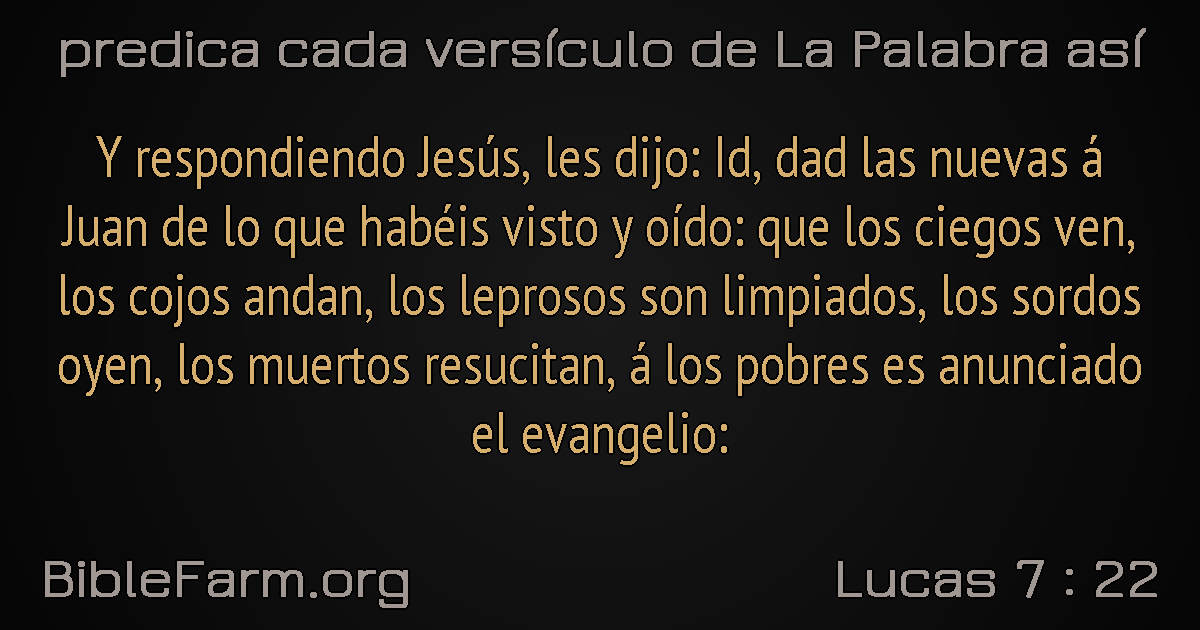 predica cada versículo de La Palabra así
Y respondiendo Jesús, les dijo: Id, dad las nuevas á
Juan de lo que habéis visto y oído: que los ciegos ven,
los cojos andan, los leprosos son limpiados, los sordos
oyen, los muertos resucitan, á los pobres es anunciado
el evangelio:
BibleFarm.org
Lucas 7 : 22